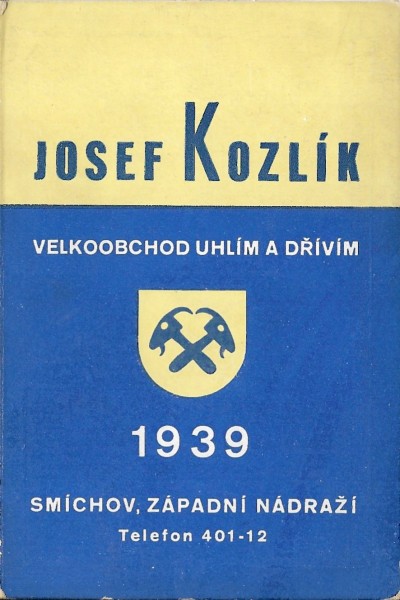 JOSEF KOZLÍK
VELKOOBCHOD UHLÍM A DŘÍVÍM
1939
SMÍCHOV, ZÁPADNÍ NÁDRAŽÍ
Telefon 401-12